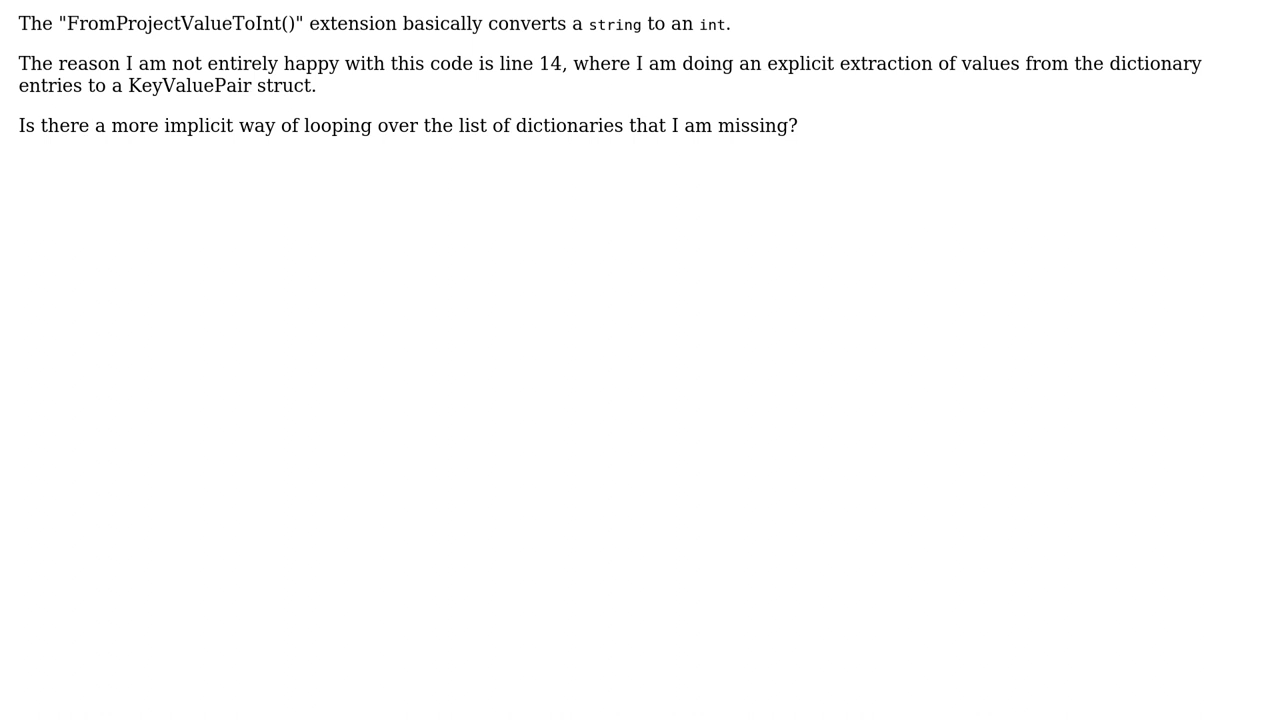 The "FromProjectValueToInt()" extension basically converts a string to an int.
The reason I am not entirely happy with this code is line 14, where I am doing an explicit extraction of values from the dictionary
entries to a KeyValuePair struct.
Is there a more implicit way of looping over the list of dictionaries that I am missing?